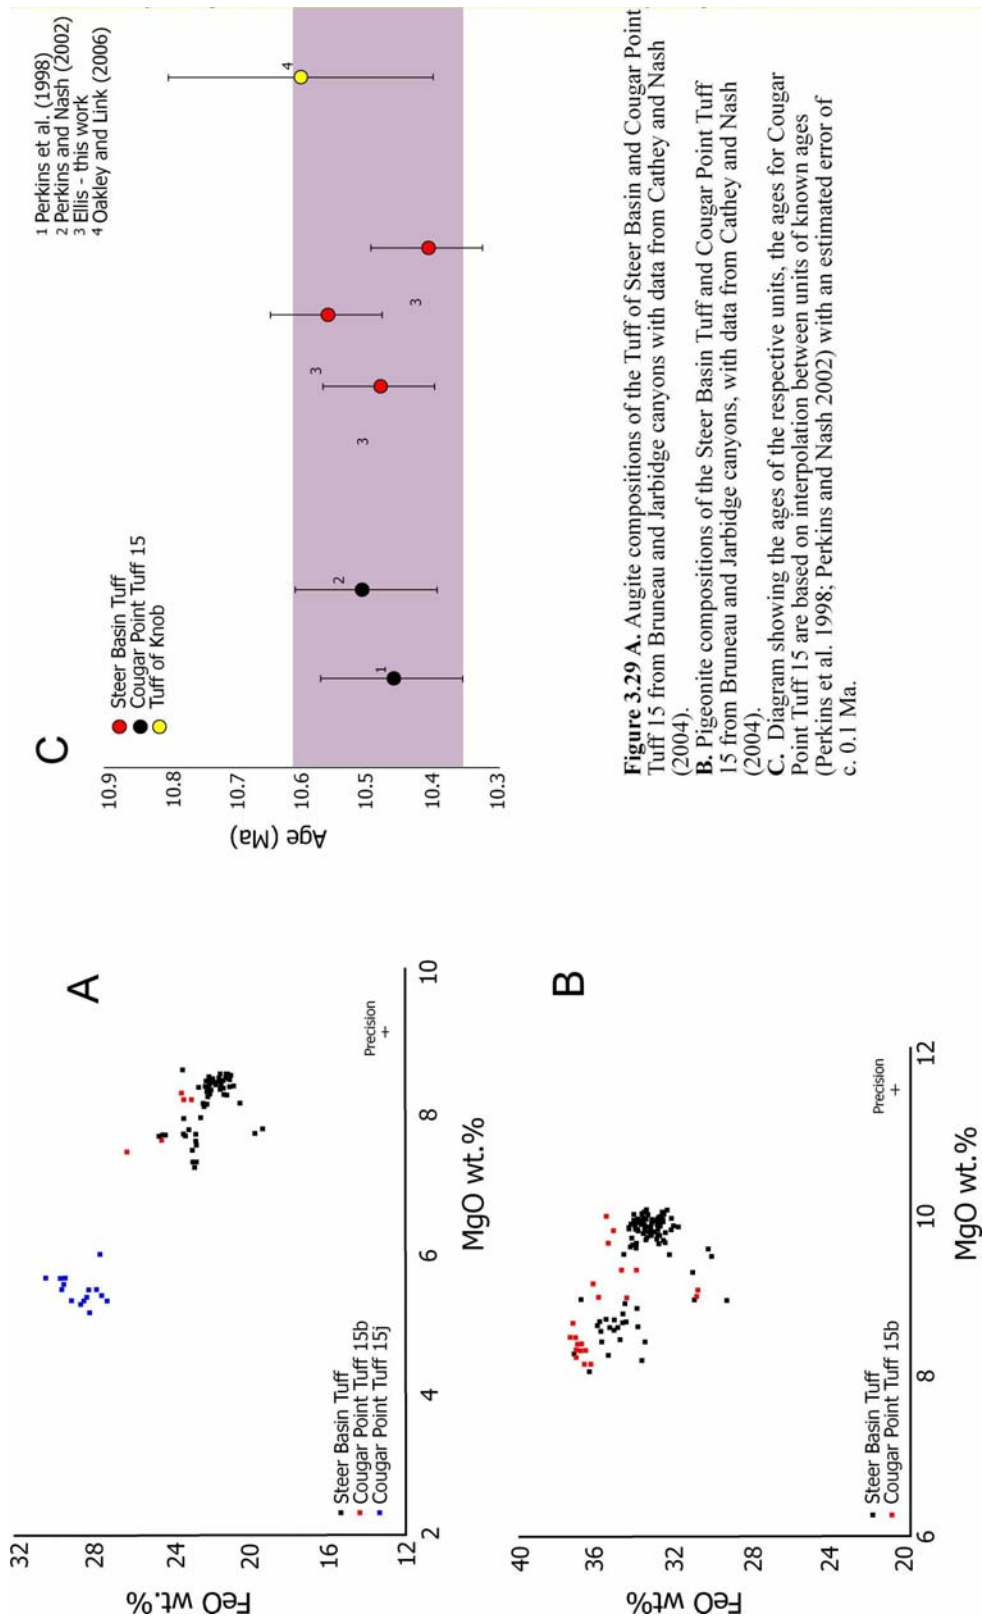 A
32
28
24
20
16
12
FeO wt.%
2
4
6
8
10
MgO wt.%
Steer Basin Tuff
Cougar Point Tuff 15b
Cougar Point Tuff 15j
Precision
B
40
36
32
28
24
20
FeO wt%
6
8
10
12
MgO wt.%
Steer Basin Tuff
Cougar Point Tuff 15b
Precision
C
Steer Basin Tuff
Cougar Point Tuff 15
Tuff of Knob
1 Perkins et al. (1998)
2 Perkins and Nash (2002)
3 Ellis - this work
4 Oakley and Link (2006)
10.9
10.8
10.7
10.6
10.5
10.4
10.3
Age (Ma)
1
2
3
3
3
4
Figure 3.29 A. Augite compositions of the Tuff of Steer Basin and Cougar Point
Tuff 15 from Bruneau and Jarbidge canyons with data from Cathey and Nash
(2004).
B. Pigeonite compositions of the Steer Basin Tuff and Cougar Point Tuff
15 from Bruneau and Jarbidge canyons, with data from Cathey and Nash
(2004).
C. Diagram showing the ages of the respective units, the ages for Cougar
Point Tuff 15 are based on interpolation between units of known ages
(Perkins et al. 1998; Perkins and Nash 2002) with an estimated error of
c. 0.1 Ma.